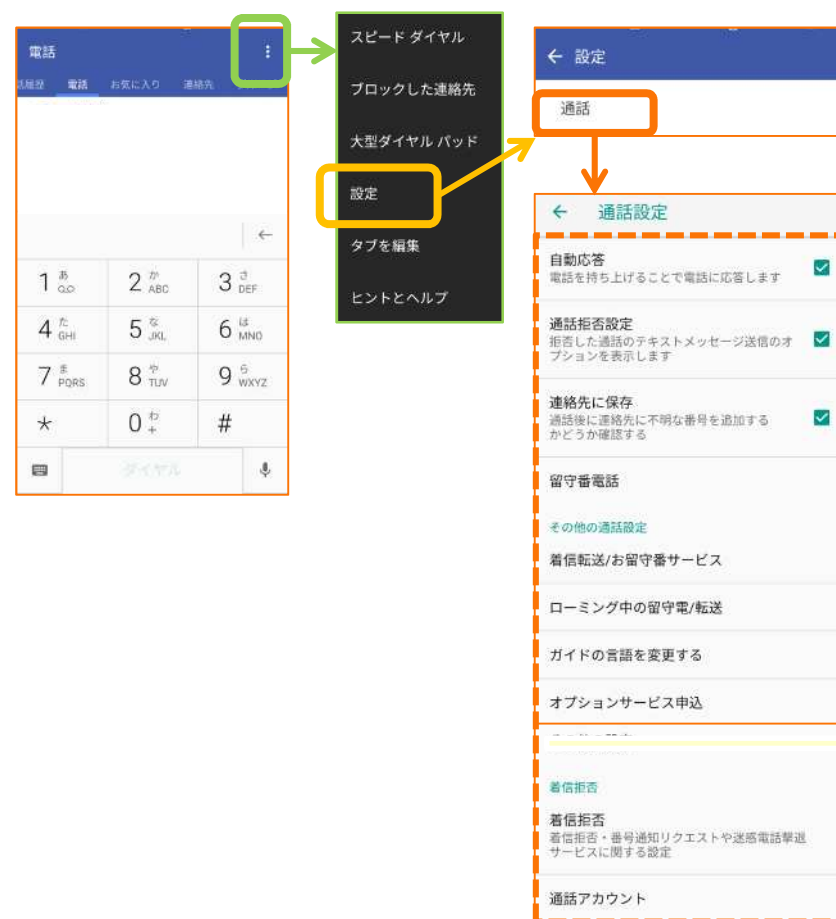 電話
電話
お気に入り
連絡先
1 あ
2 か ABC
3 さ DEF
4 た GHI
5 な JKL
6 は MNO
7 ま PQRS
8 や TUV
9 ら WXYZ
*
0 わ +
#
ダイヤル
スピード ダイヤル
ブロックした連絡先
大型ダイヤル パッド
設定
タブを編集
ヒントとヘルプ
設定
通話
通話設定
自動応答
電話を持ち上げることで電話に応答します
通話拒否設定
拒否した通話のテキストメッセージ送信のオ
プションを表示します
連絡先に保存
通話後に連絡先に不明な番号を追加する
かどうか確認する
留守番電話
その他の通話設定
着信転送/お留守番サービス
ローミング中の留守電/転送
ガイドの言語を変更する
オプションサービス申込
着信拒否
着信拒否
着信拒否・番号通知リクエストや迷惑電話撃退
サービスに関する設定
通話アカウント